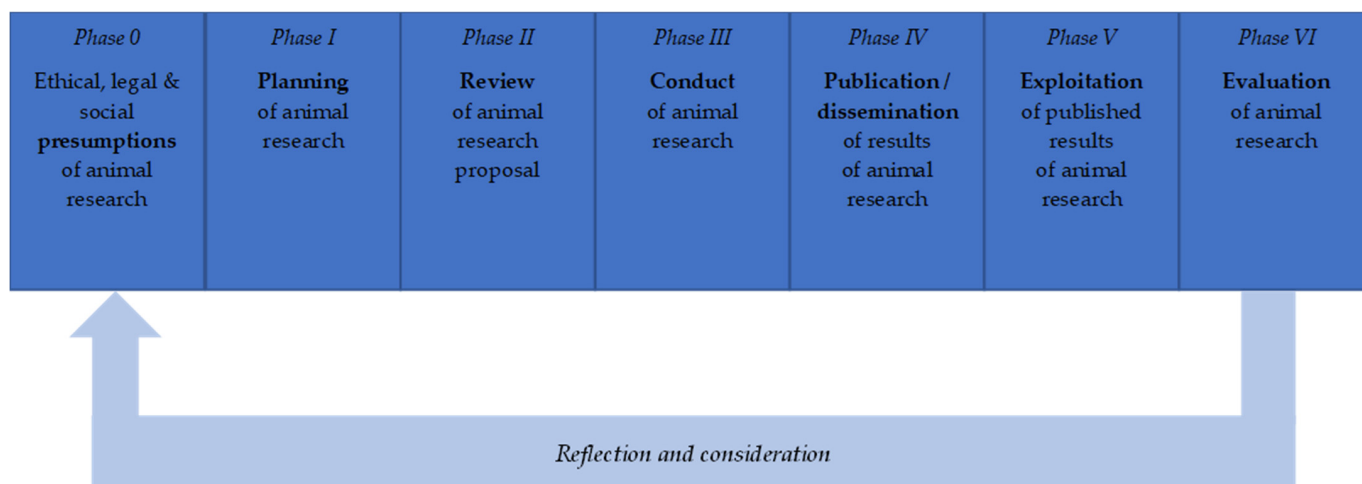 Phase 0
Ethical, legal &
social
presumptions
of animal
research
Phase I
Planning
of animal
research
Phase II
Review
of animal
research
proposal
Phase III
Conduct
of animal
research
Phase IV
Publication /
dissemination
of results
of animal
research
Phase V
Exploitation
of published
results
of animal
research
Phase VI
Evaluation
of animal
research
Reflection and consideration